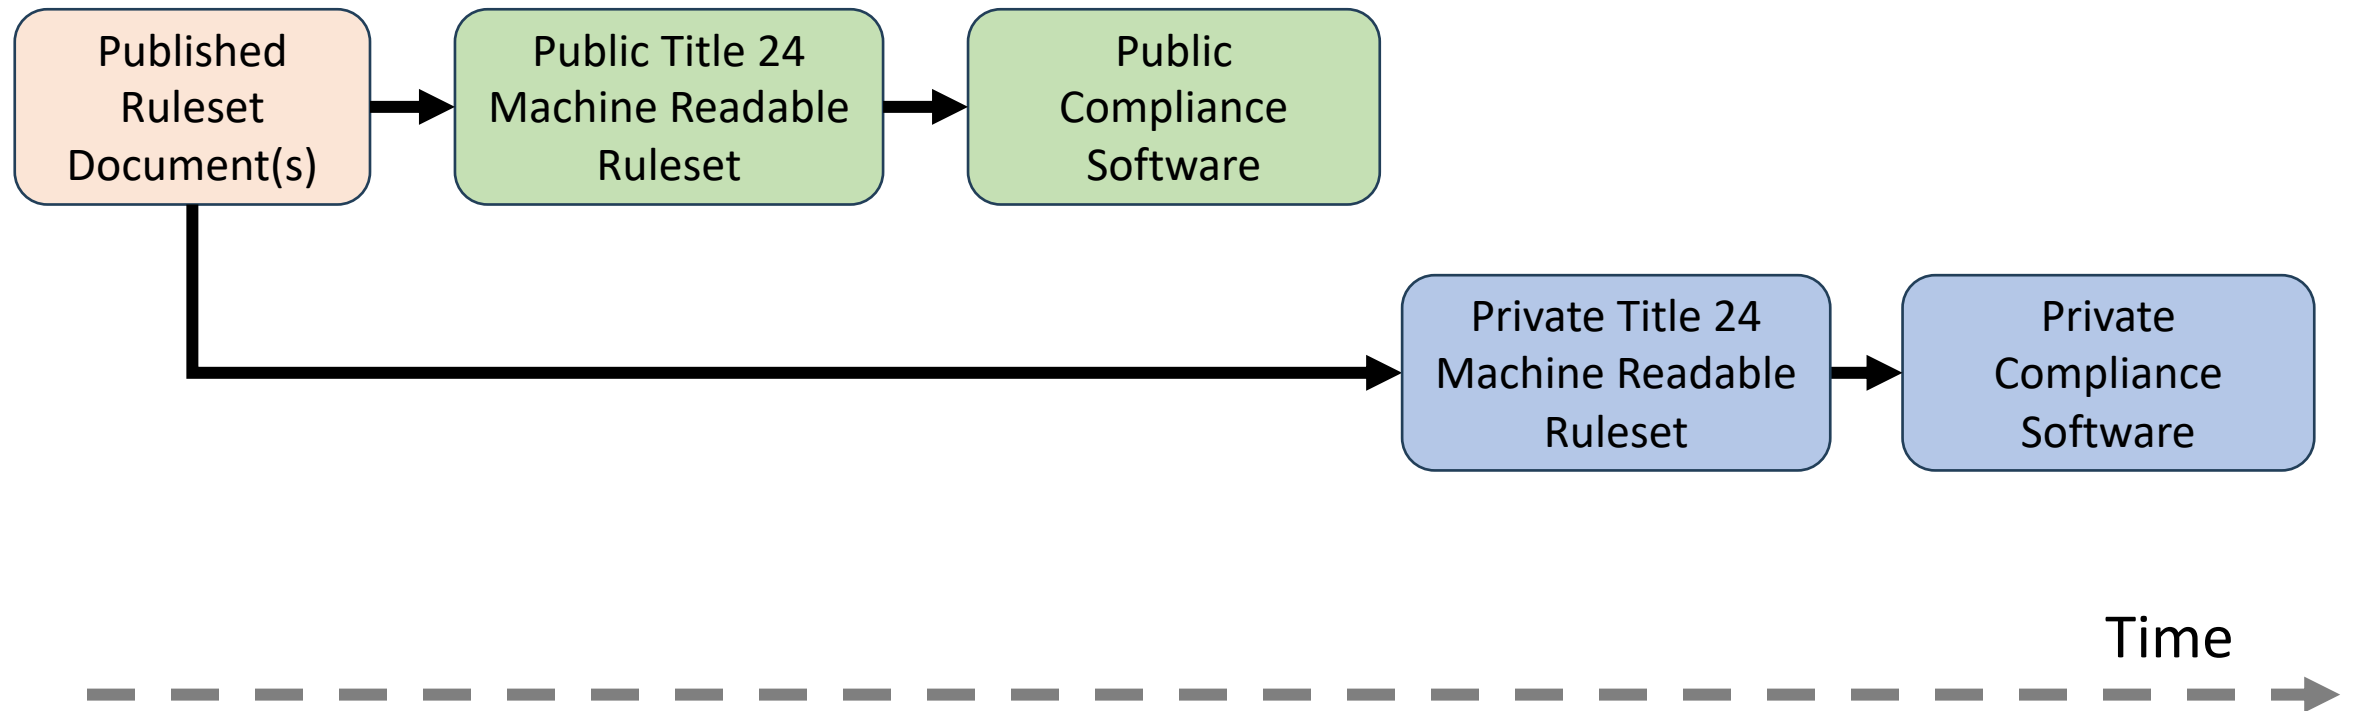 Published
Ruleset
Document(s)
Public Title 24
Machine Readable
Ruleset
Public
Compliance
Software
Private Title 24
Machine Readable
Ruleset
Private
Compliance
Software
Time